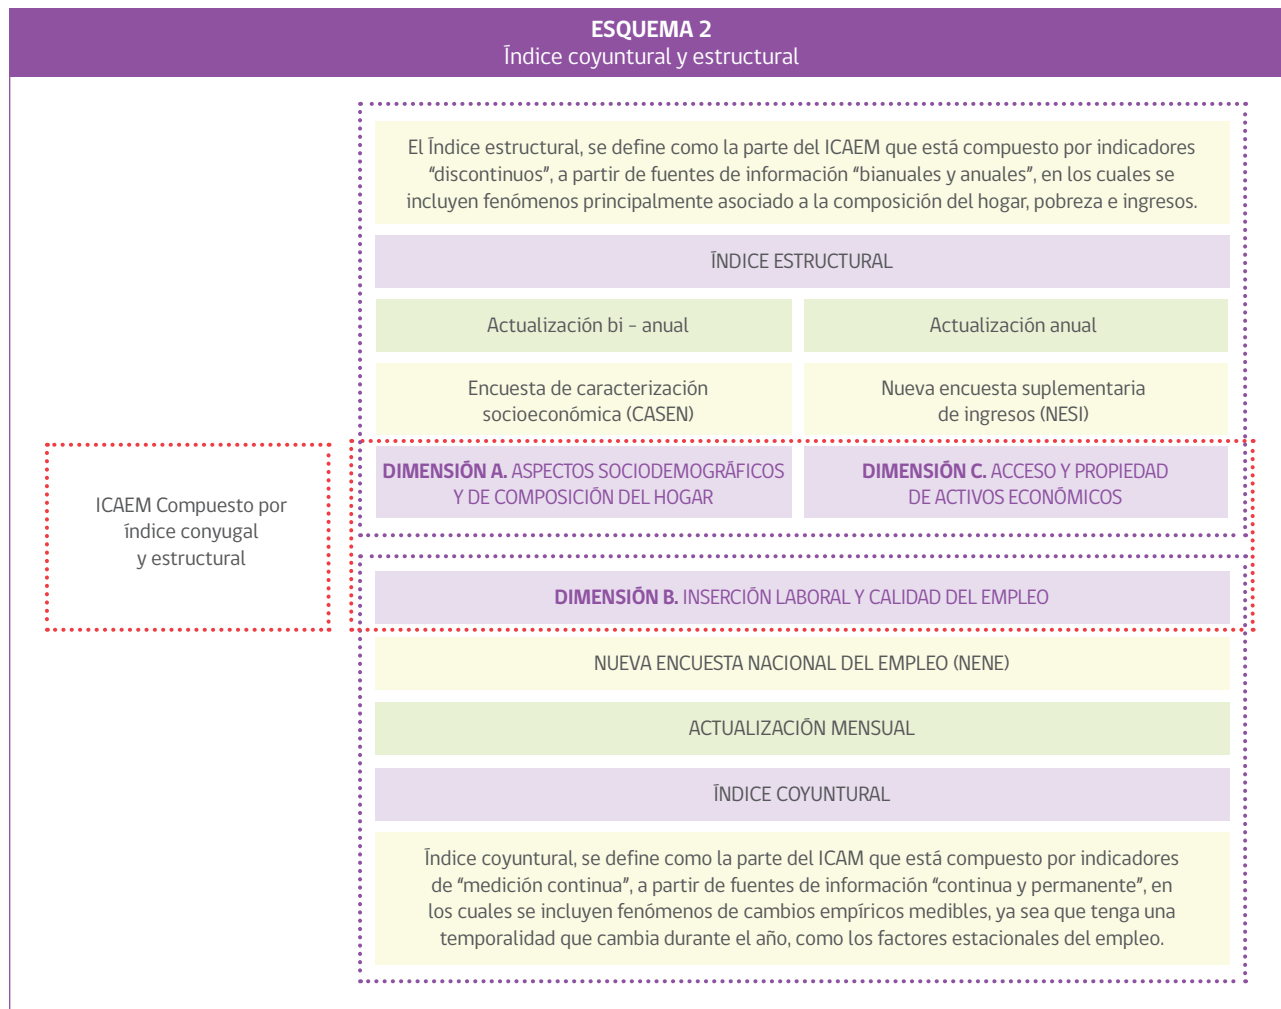 ESQUEMA 2
Índice coyuntural y estructural
El Índice estructural, se define como la parte del ICAEM que está compuesto por indicadores
“discontinuos”, a partir de fuentes de información “bianuales y anuales”, en los cuales se
incluyen fenómenos principalmente asociado a la composición del hogar, pobreza e ingresos.
ÍNDICE ESTRUCTURAL
Actualización bi – anual
Actualización anual
Encuesta de caracterización
socioeconómica (CASEN)
Nueva encuesta suplementaria
de ingresos (NESI)
ICAEM Compuesto por
índice conyugal
y estructural
DIMENSIÓN A. ASPECTOS SOCIODEMOGRÁFICOS
Y DE COMPOSICIÓN DEL HOGAR
DIMENSIÓN C. ACCESO Y PROPIEDAD
DE ACTIVOS ECONÓMICOS
DIMENSIÓN B. INSERCIÓN LABORAL Y CALIDAD DEL EMPLEO
NUEVA ENCUESTA NACIONAL DEL EMPLEO (NENE)
ACTUALIZACIÓN MENSUAL
ÍNDICE COYUNTURAL
Índice coyuntural, se define como la parte del ICAM que está compuesto por indicadores
de “medición continua”, a partir de fuentes de información “continua y permanente”, en
los cuales se incluyen fenómenos de cambios empíricos medibles, ya sea que tenga una
temporalidad que cambia durante el año, como los factores estacionales del empleo.